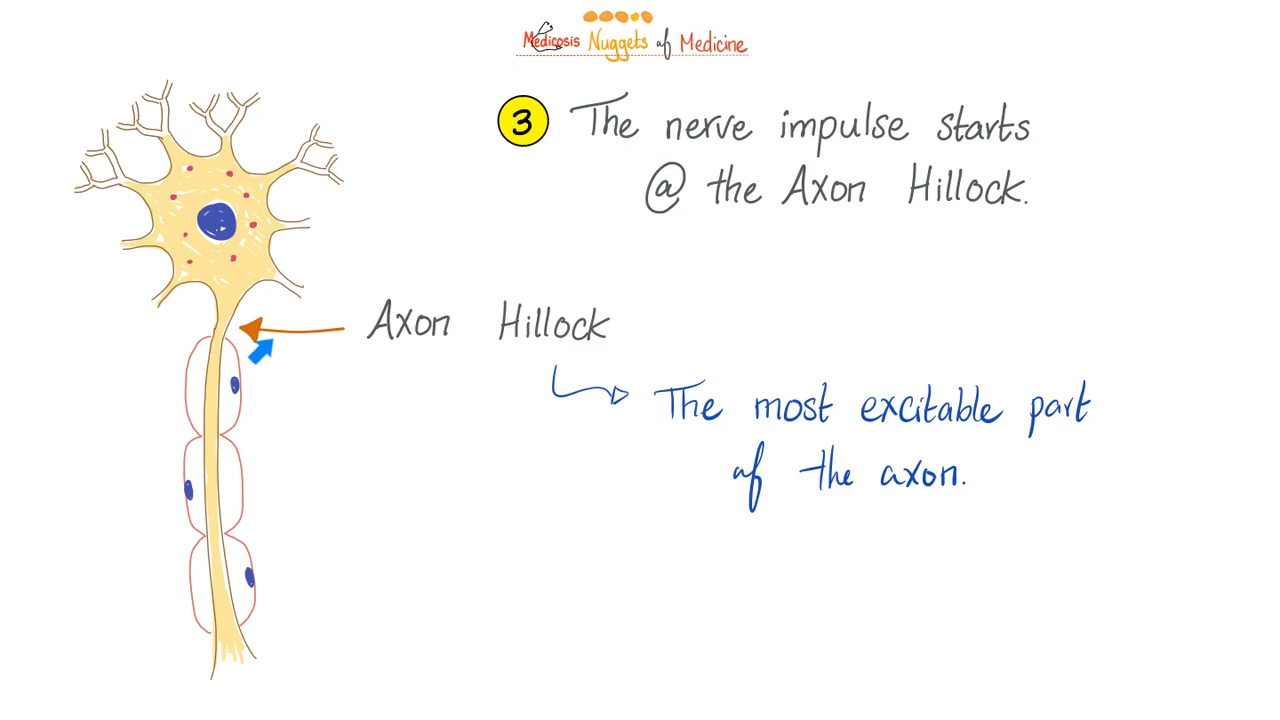 Medicosis Nuggets of Medicine
3 The nerve impulse starts
@ the Axon Hillock.
Axon Hillock
The most excitable part
of the axon.